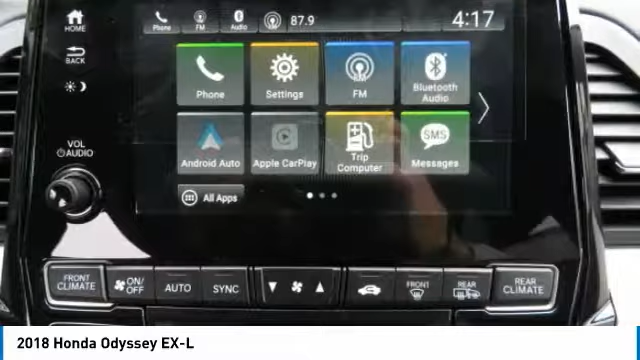 HOME
Phone
FM
Audio
87.9
4:17
BACK
Phone
Settings
FM
Bluetooth
Audio
VOL
AUDIO
Android Auto
Apple CarPlay
Trip
Computer
SMS
Messages
All Apps
FRONT
CLIMATE
ON/
OFF
AUTO
SYNC
FRONT
REAR
REAR
CLIMATE
2018 Honda Odyssey EX-L